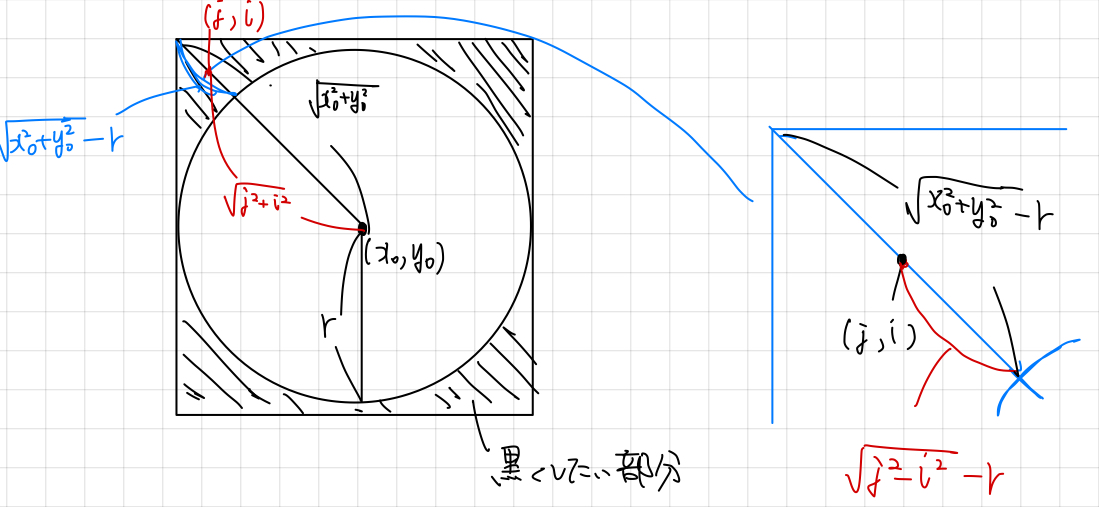 (j, i)
√x₀²+y₀²
√x₀²+y₀² - r
√j²+i²
(x₀, y₀)
r
黒くしたい部分
√x₀²+y₀² - r
(j, i)
√j²-i² - r